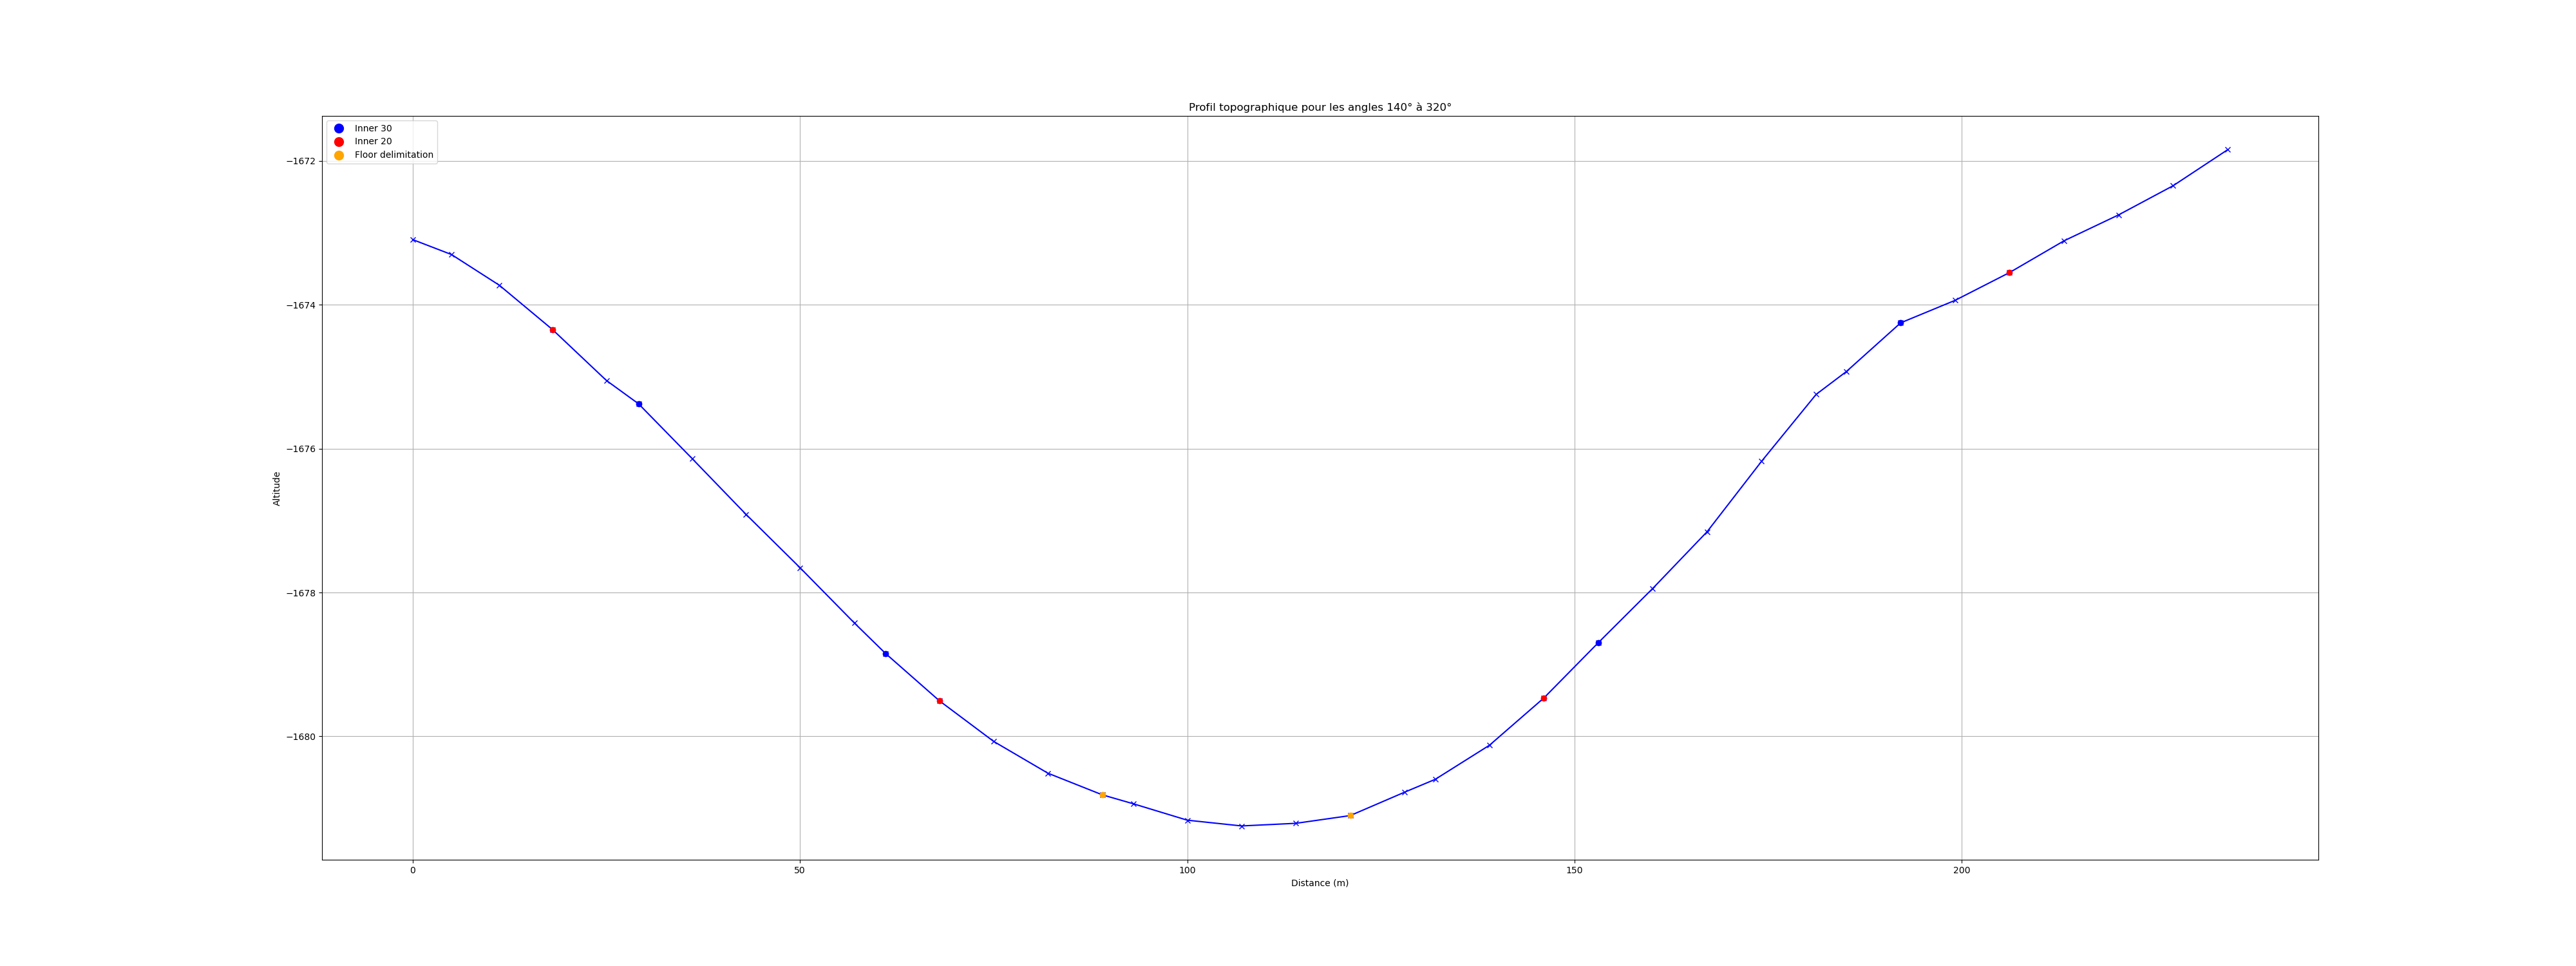 Profil topographique pour les angles 140° à 320°
Inner 30
Inner 20
Floor delimitation
−1672
−1674
−1676
−1678
−1680
Altitude
0
50
100
150
200
Distance (m)